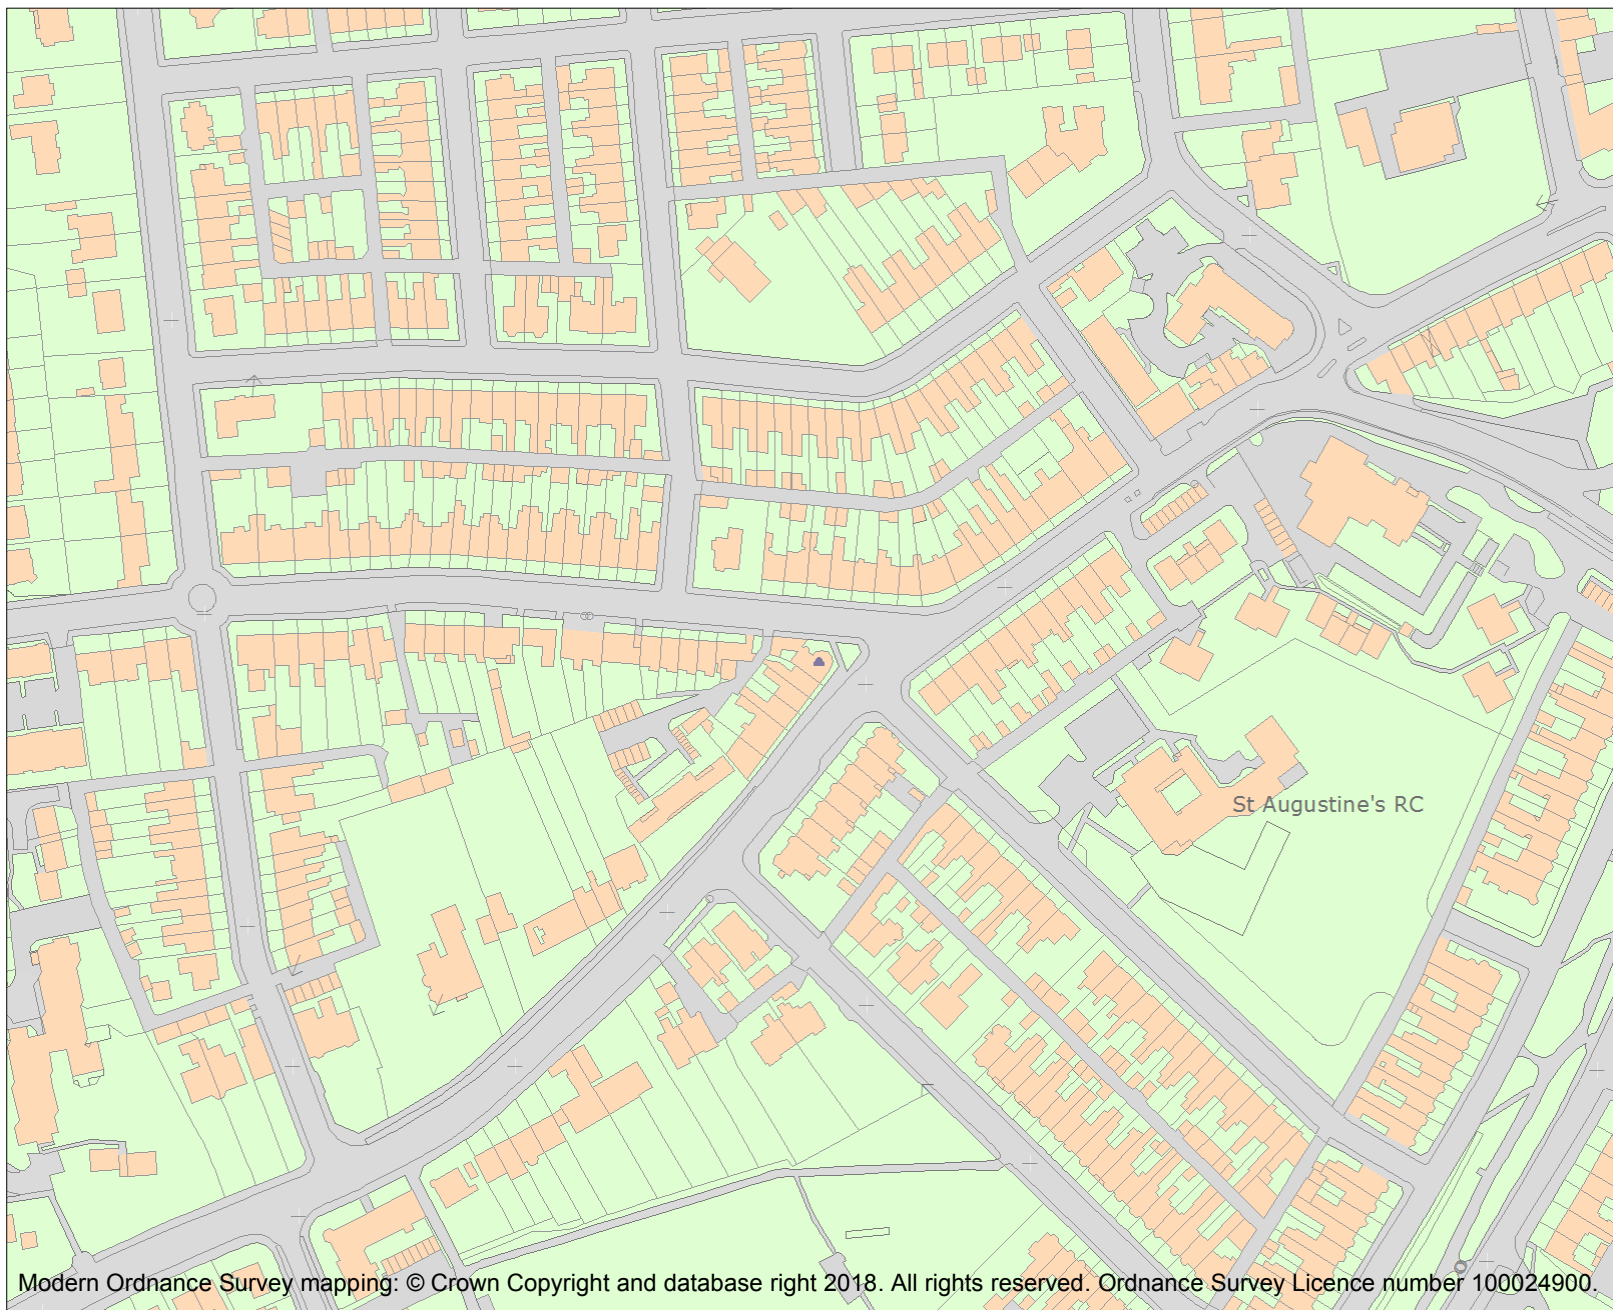 St Augustine's RC
Modern Ordnance Survey mapping: © Crown Copyright and database right 2018. All rights reserved. Ordnance Survey Licence number 100024900.